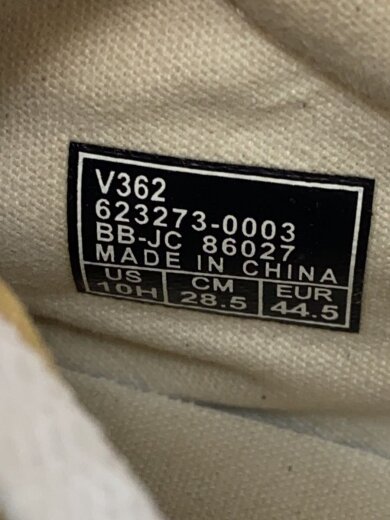 V362
623273-0003
BB-JC 86027
MADE IN CHINA
US CM EUR
10H 28.5 44.5